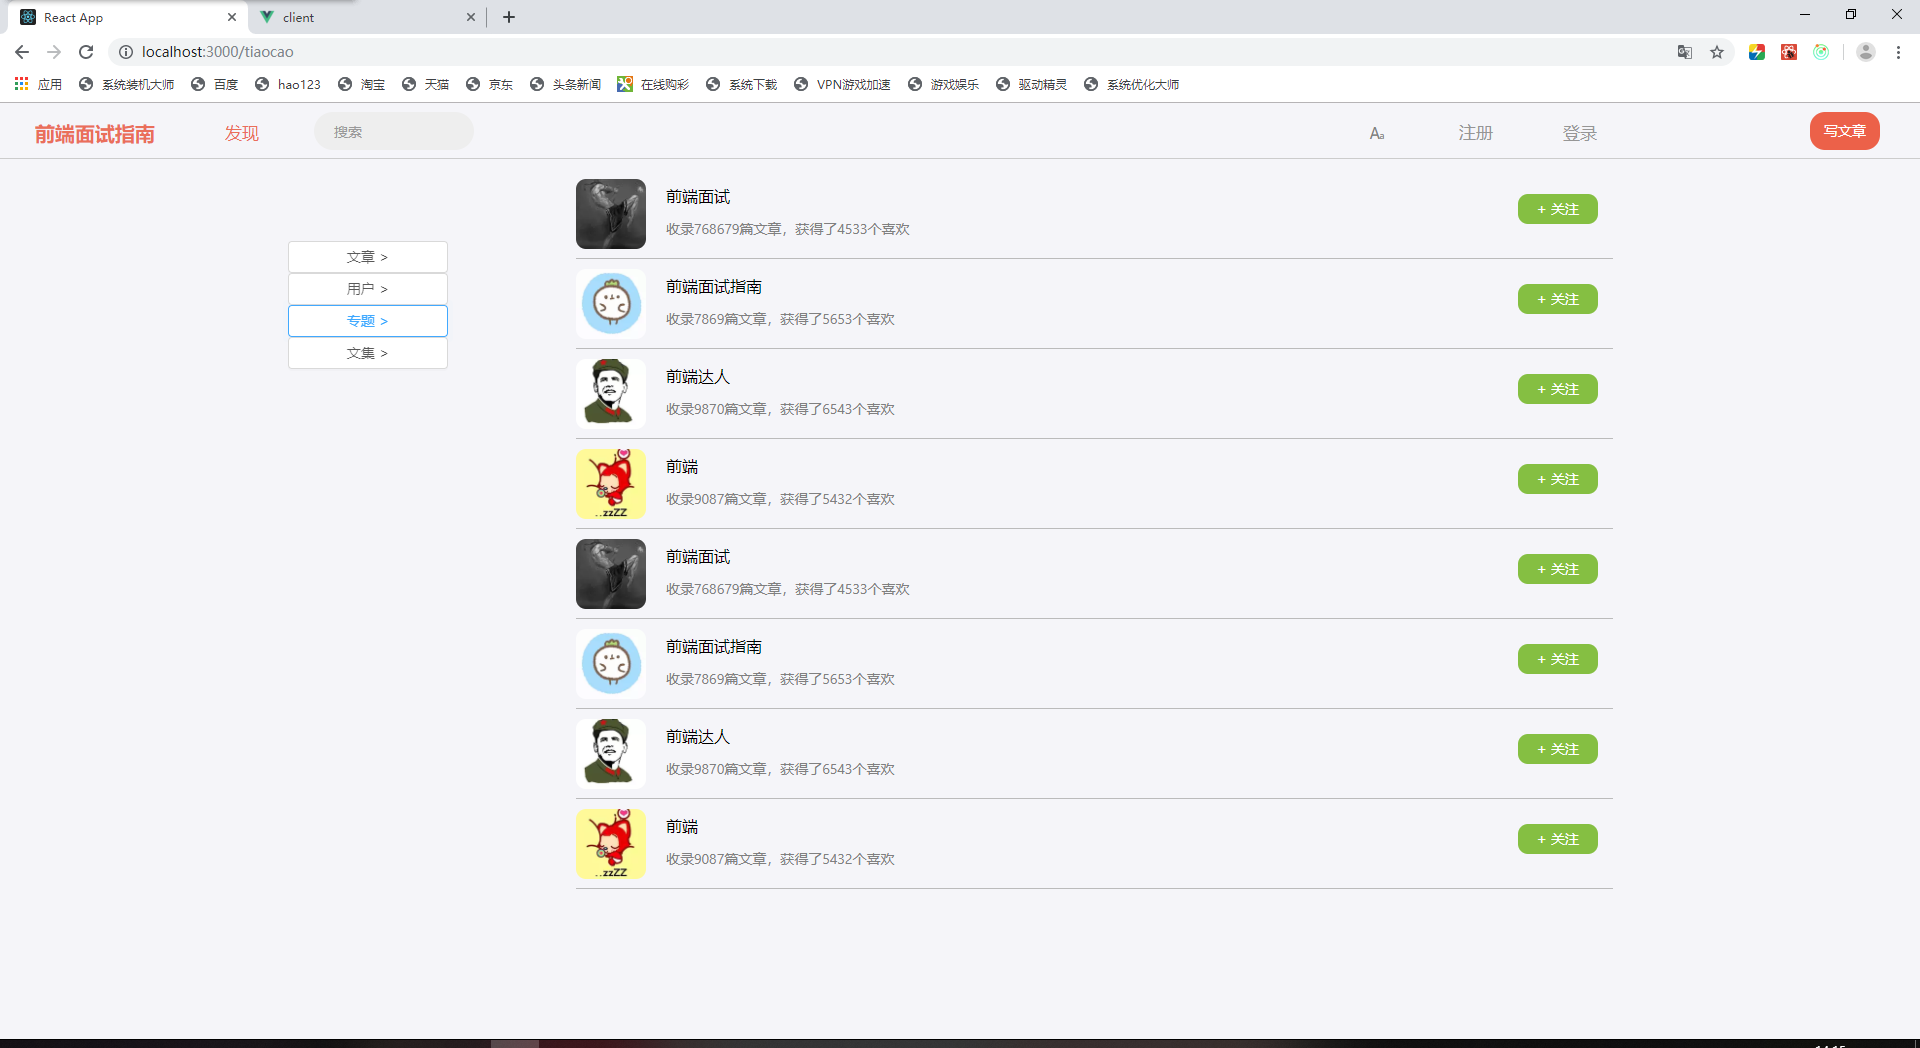 React App
client
localhost:3000/tiaocao
应用 系统装机大师 百度 hao123 淘宝 天猫 京东 头条新闻 在线购彩 系统下载 VPN游戏加速 游戏娱乐 驱动精灵 系统优化大师
前端面试指南 发现 搜索 Aa 注册 登录 写文章
文章 >
用户 >
专题 >
文集 >
前端面试
收录768679篇文章，获得了4533个喜欢
+ 关注
前端面试指南
收录7869篇文章，获得了5653个喜欢
+ 关注
前端达人
收录9870篇文章，获得了6543个喜欢
+ 关注
前端
收录9087篇文章，获得了5432个喜欢
+ 关注
..zzZZ
前端面试
收录768679篇文章，获得了4533个喜欢
+ 关注
前端面试指南
收录7869篇文章，获得了5653个喜欢
+ 关注
前端达人
收录9870篇文章，获得了6543个喜欢
+ 关注
前端
收录9087篇文章，获得了5432个喜欢
+ 关注
..zzZZ